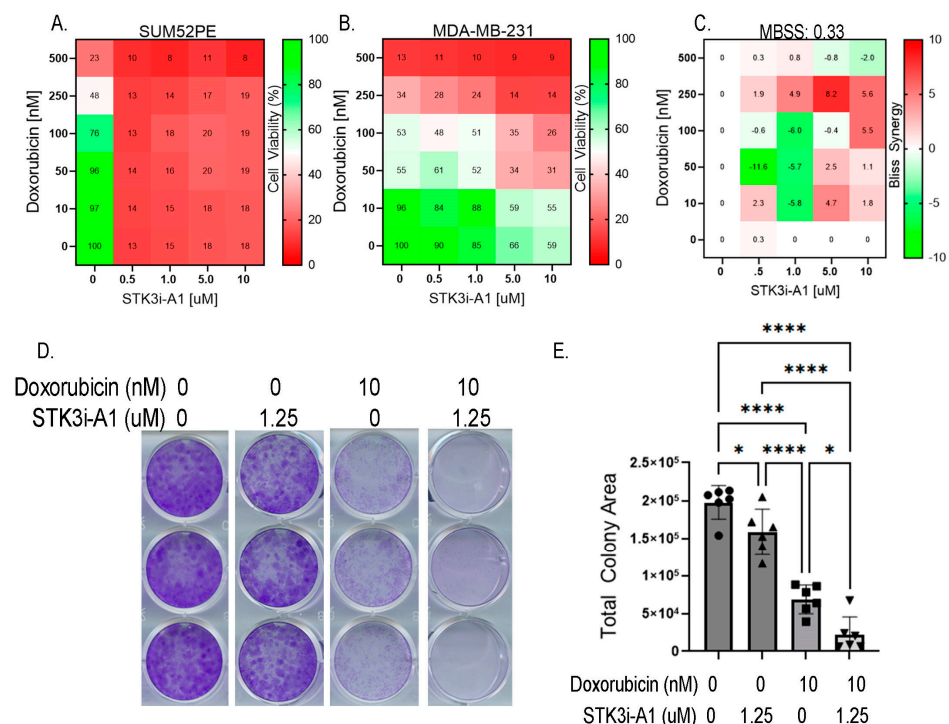 A.
SUM52PE
Doxorubicin [nM]
500 23 10 8 11 8
250 48 13 14 17 19
100 76 13 18 20 19
50 96 14 16 20 19
10 97 14 15 18 18
0 100 13 15 18 18
0 0.5 1.0 5.0 10
STK3i-A1 [uM]
100
80
60
40
20
0
Cell Viability (%)
B.
MDA-MB-231
Doxorubicin [nM]
500 13 11 10 9 9
250 34 28 24 14 14
100 53 48 51 35 26
50 55 61 52 34 31
10 96 84 88 59 55
0 100 90 85 66 59
0 0.5 1.0 5.0 10
STK3i-A1 [uM]
100
80
60
40
20
0
Cell Viability (%)
C.
MBSS: 0.33
Doxorubicin [nM]
500 0 0.3 0.8 -0.8 -2.0
250 0 1.9 4.9 8.2 5.6
100 0 -0.6 -6.0 -0.4 5.5
50 0 -11.6 -5.7 2.5 1.1
10 0 2.3 -5.8 4.7 1.8
0 0 0.3 0 0 0
0 .5 1.0 5.0 10
STK3i-A1 [uM]
10
5
0
-5
-10
Bliss Synergy
D.
Doxorubicin (nM) 0 0 10 10
STK3i-A1 (uM) 0 1.25 0 1.25
E.
****
****
****
* **** *
Total Colony Area
2.5×10⁵
2×10⁵
1.5×10⁵
1×10⁵
5×10⁴
0
Doxorubicin (nM) 0 0 10 10
STK3i-A1 (uM) 0 1.25 0 1.25